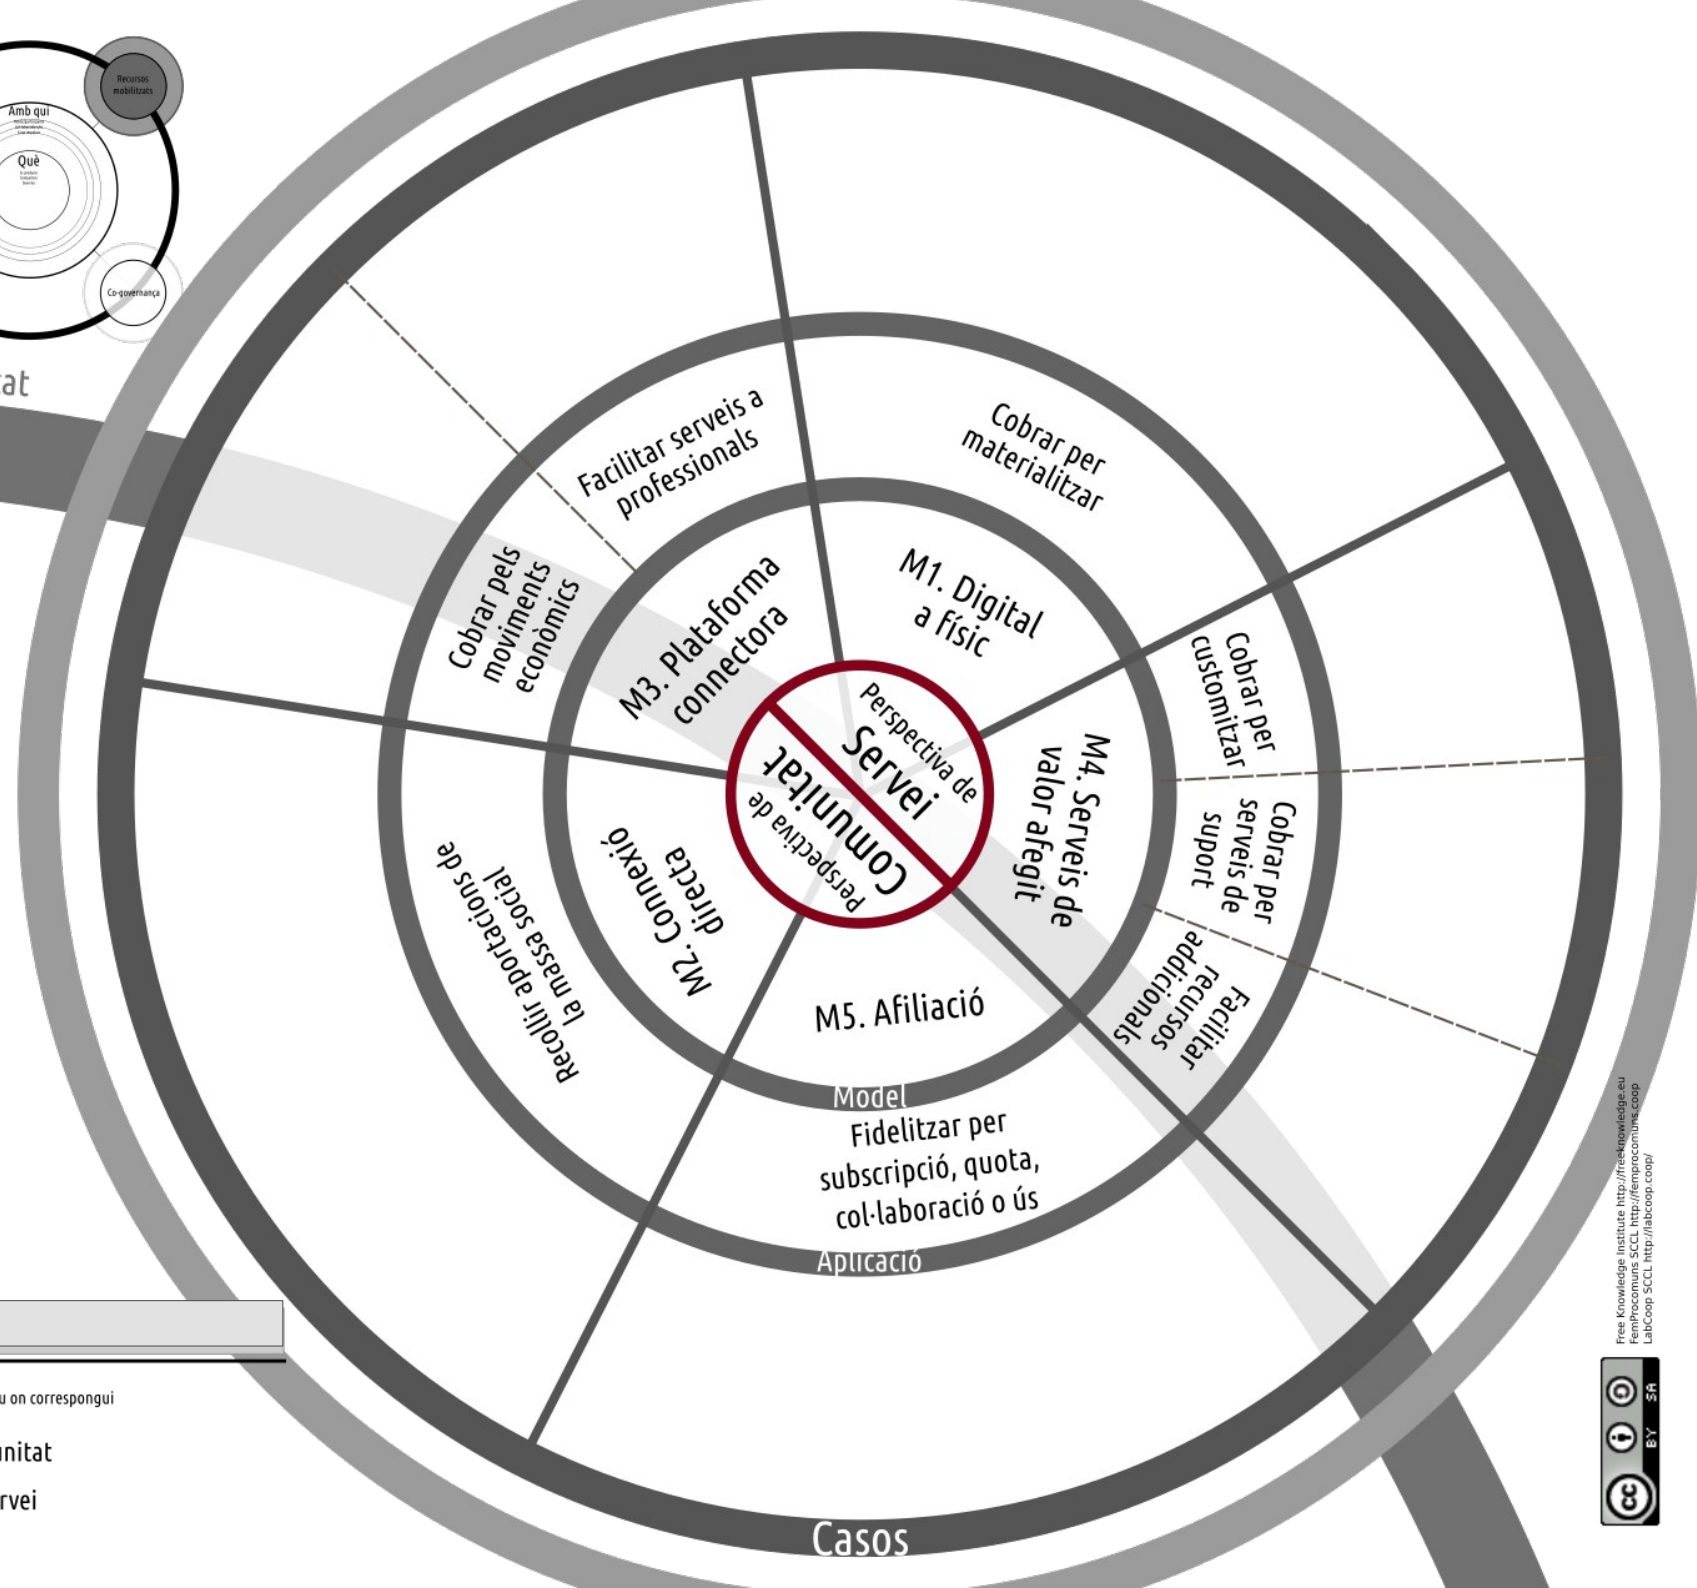 Recursos
mobilitzats
Amb qui
Què
Co-governança
tat
Facilitar serveis a
professionals
Cobrar per
materialitzar
Cobrar pels
moviments
econòmics
M3. Plataforma
connectora
M1. Digital
a físic
Cobrar per
customitzar
Perspectiva de
Servei
Perspectiva de
Comunitat
M4. Serveis de
valor afegit
Cobrar per
serveis de
suport
Facilitar
recursos
addicionals
M2. Connexió
directa
Recollir aportacions de
la massa social
M5. Afiliació
Model
Fidelitzar per
subscripció, quota,
col·laboració o ús
Aplicació
Casos
u on correspongui
unitat
rvei
Free Knowledge Institute http://freeknowledge.eu
FemProcomuns SCCL http://femprocomuns.coop
LabCoop SCCL http://labcoop.coop/
cc BY SA